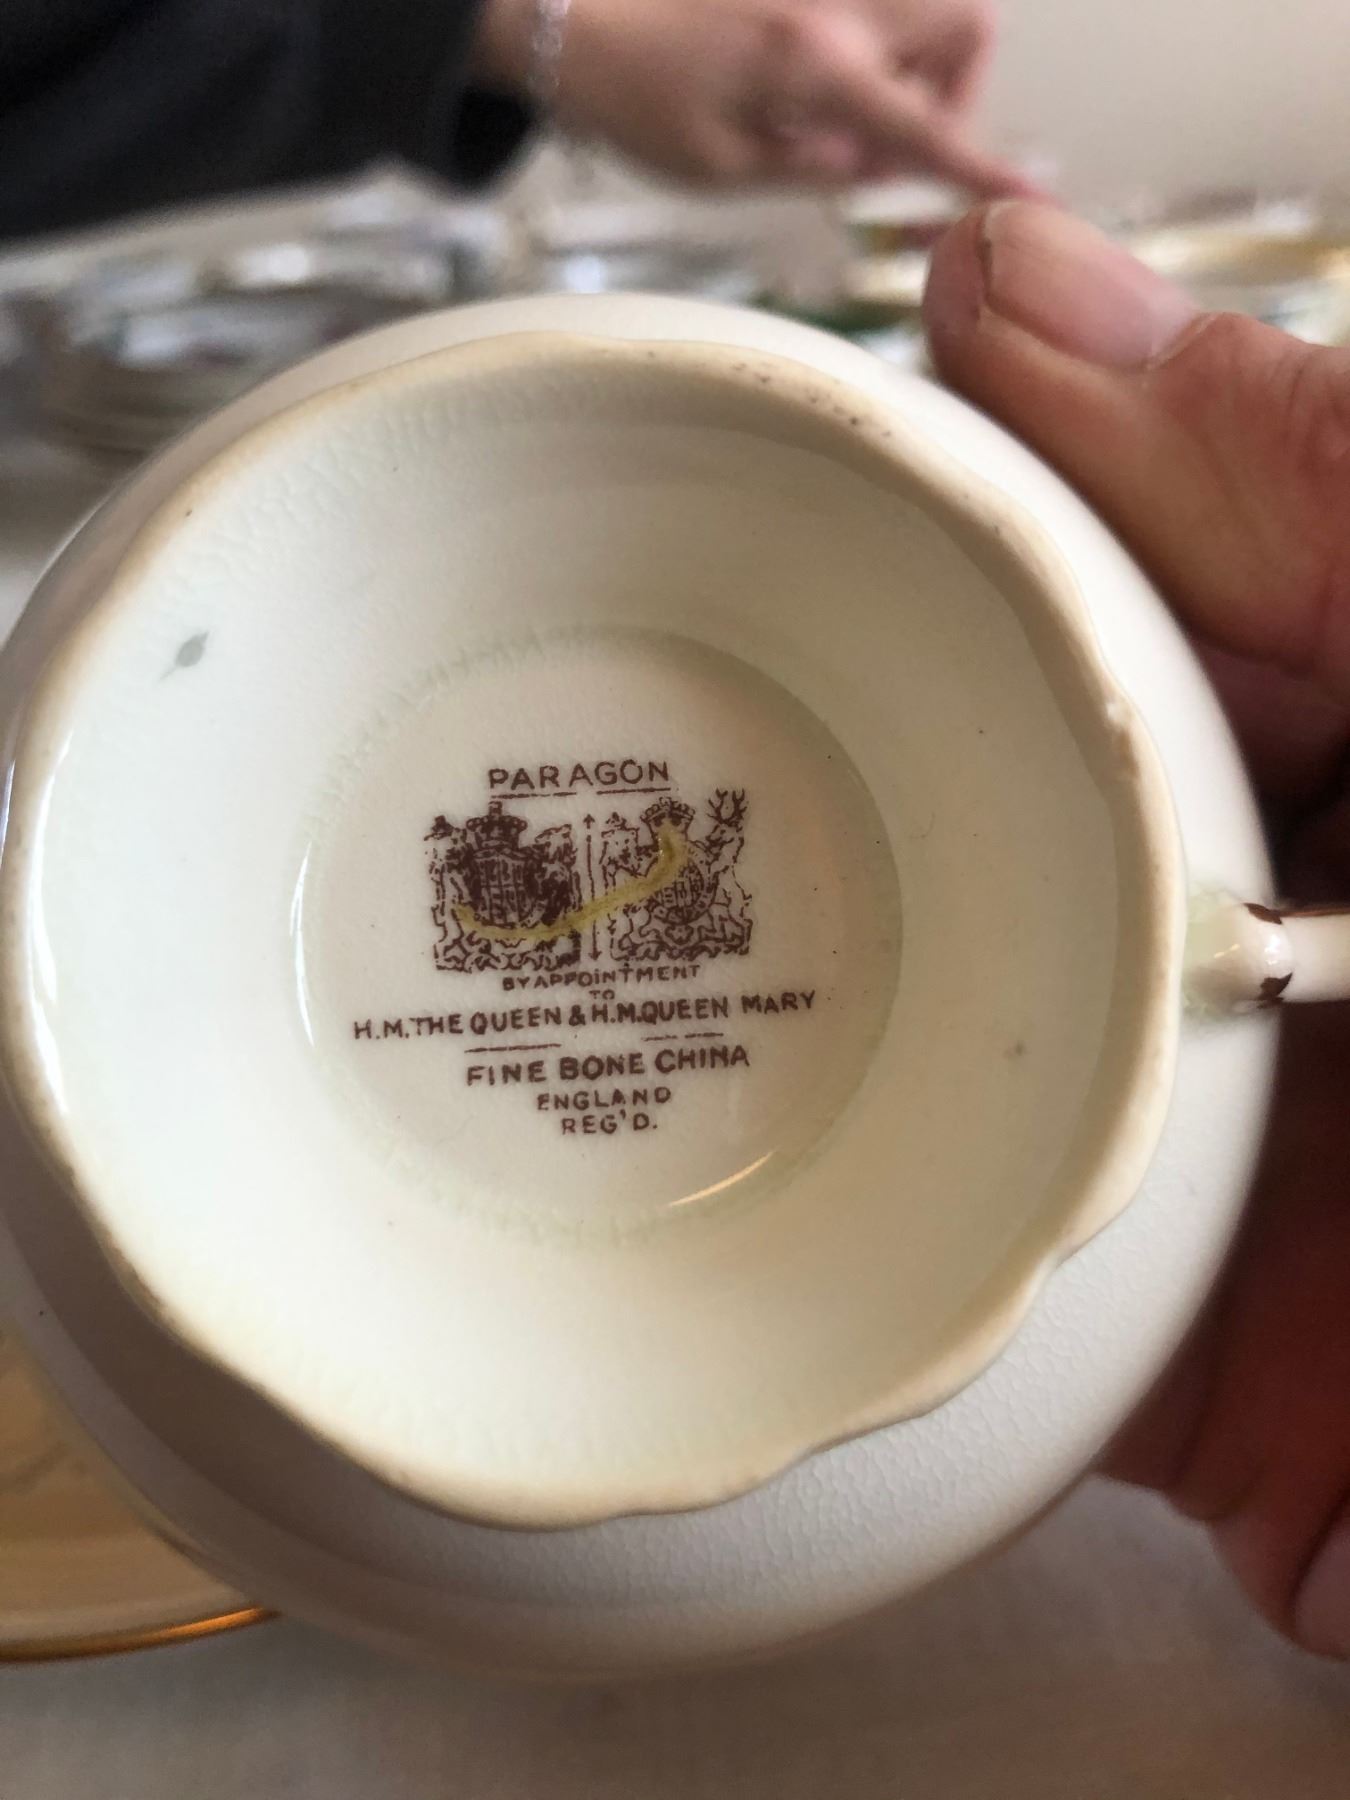 PARAGON
BY APPOINTMENT
TO
H.M. THE QUEEN & H.M. QUEEN MARY
FINE BONE CHINA
ENGLAND
REG'D.